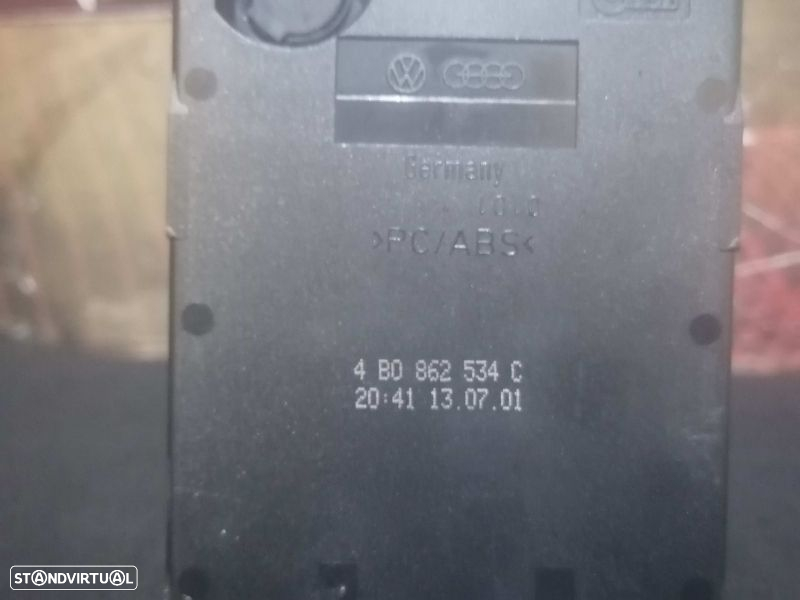 Germany
>PC/ABS<
4 B0 862 534 C
20:41 13.07.01
STANDVIRTUAL